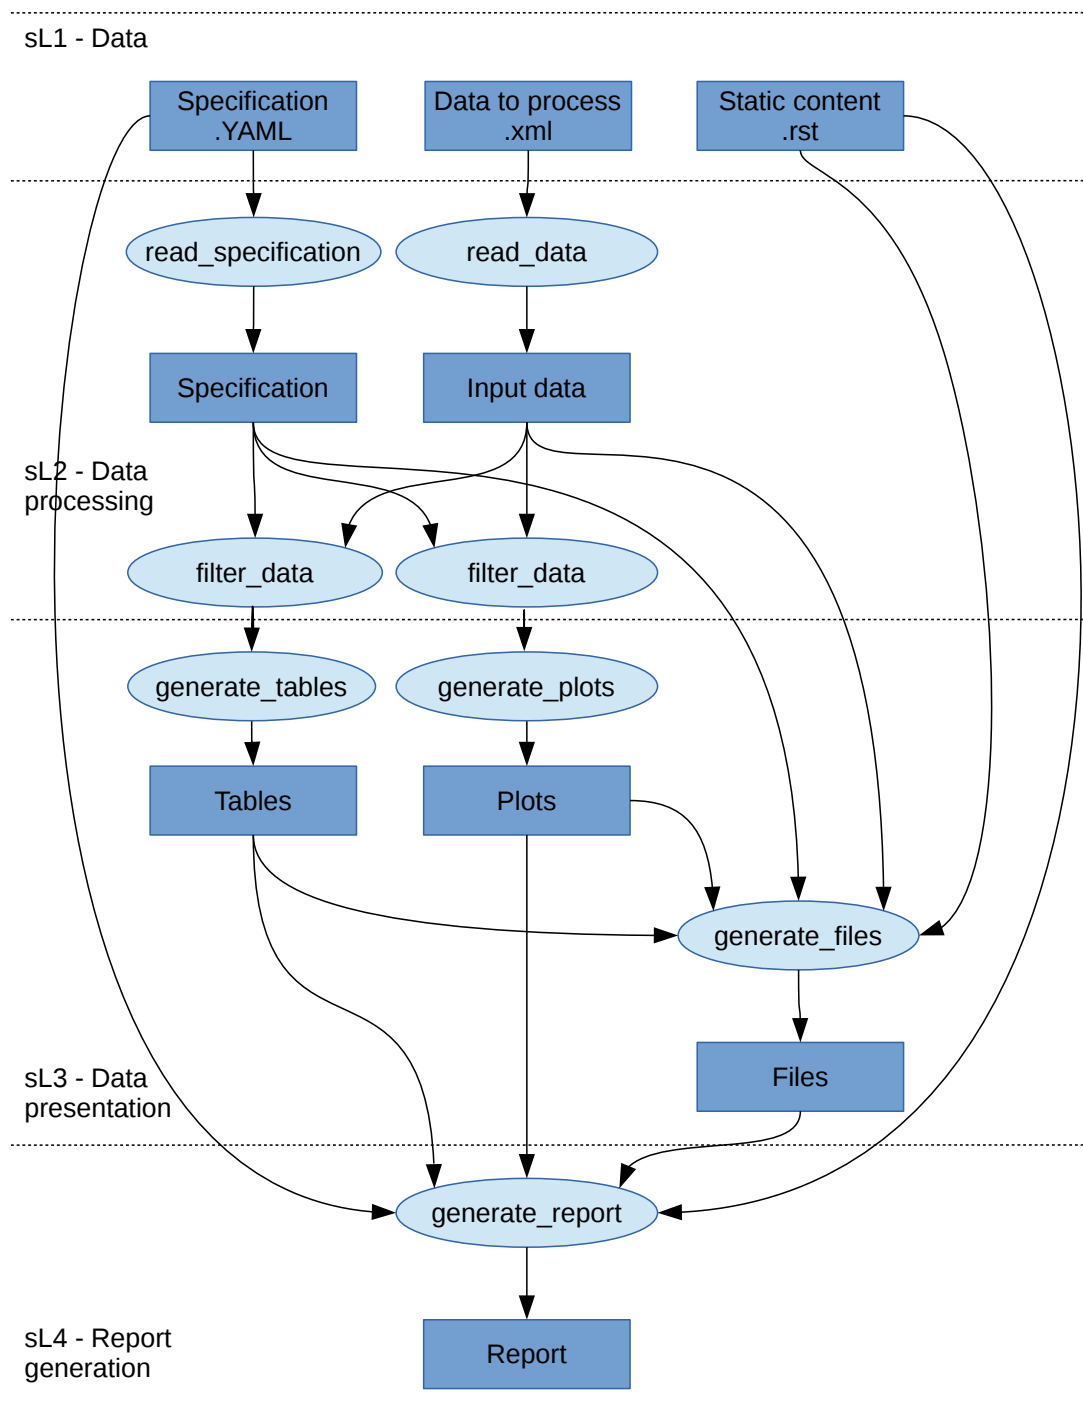 sL1 - Data
Specification
.YAML
Data to process
.xml
Static content
.rst
read_specification
read_data
Specification
Input data
sL2 - Data
processing
filter_data
filter_data
generate_tables
generate_plots
Tables
Plots
generate_files
Files
sL3 - Data
presentation
generate_report
sL4 - Report
generation
Report